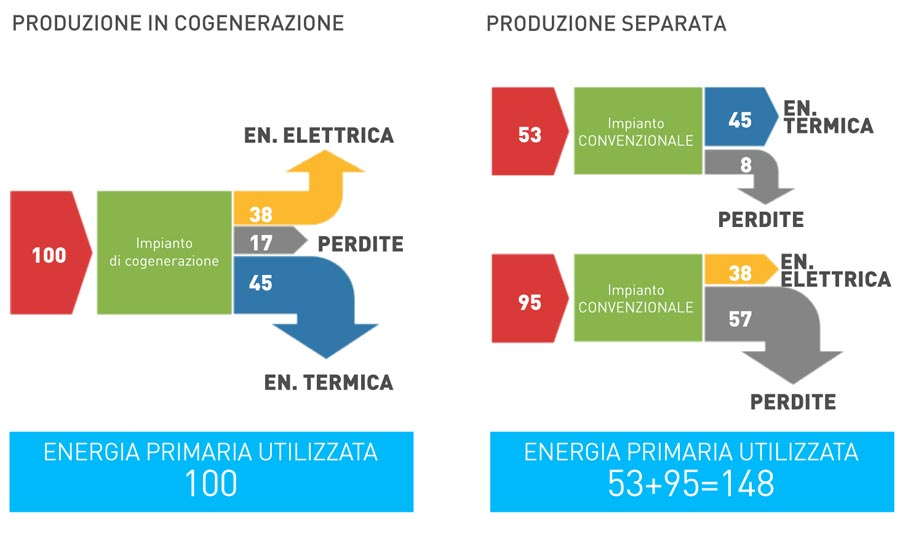 PRODUZIONE IN COGENERAZIONE
100
Impianto
di cogenerazione
EN. ELETTRICA
38
17
PERDITE
45
EN. TERMICA
ENERGIA PRIMARIA UTILIZZATA
100
PRODUZIONE SEPARATA
53
Impianto
CONVENZIONALE
45
EN.
TERMICA
8
PERDITE
95
Impianto
CONVENZIONALE
38
EN.
ELETTRICA
57
PERDITE
ENERGIA PRIMARIA UTILIZZATA
53+95=148